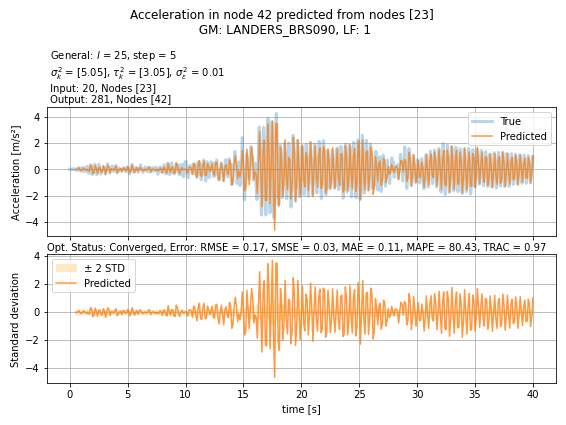 Acceleration in node 42 predicted from nodes [23]
GM: LANDERS_BRS090, LF: 1
General: l = 25, step = 5
σ²ₖ = [5.05], τ²ₖ = [3.05], σ²ε = 0.01
Input: 20, Nodes [23]
Output: 281, Nodes [42]
Acceleration [m/s²]
4
2
0
−2
−4
True
Predicted
Opt. Status: Converged, Error: RMSE = 0.17, SMSE = 0.03, MAE = 0.11, MAPE = 80.43, TRAC = 0.97
Standard deviation
4
2
0
−2
−4
± 2 STD
Predicted
0 5 10 15 20 25 30 35 40
time [s]